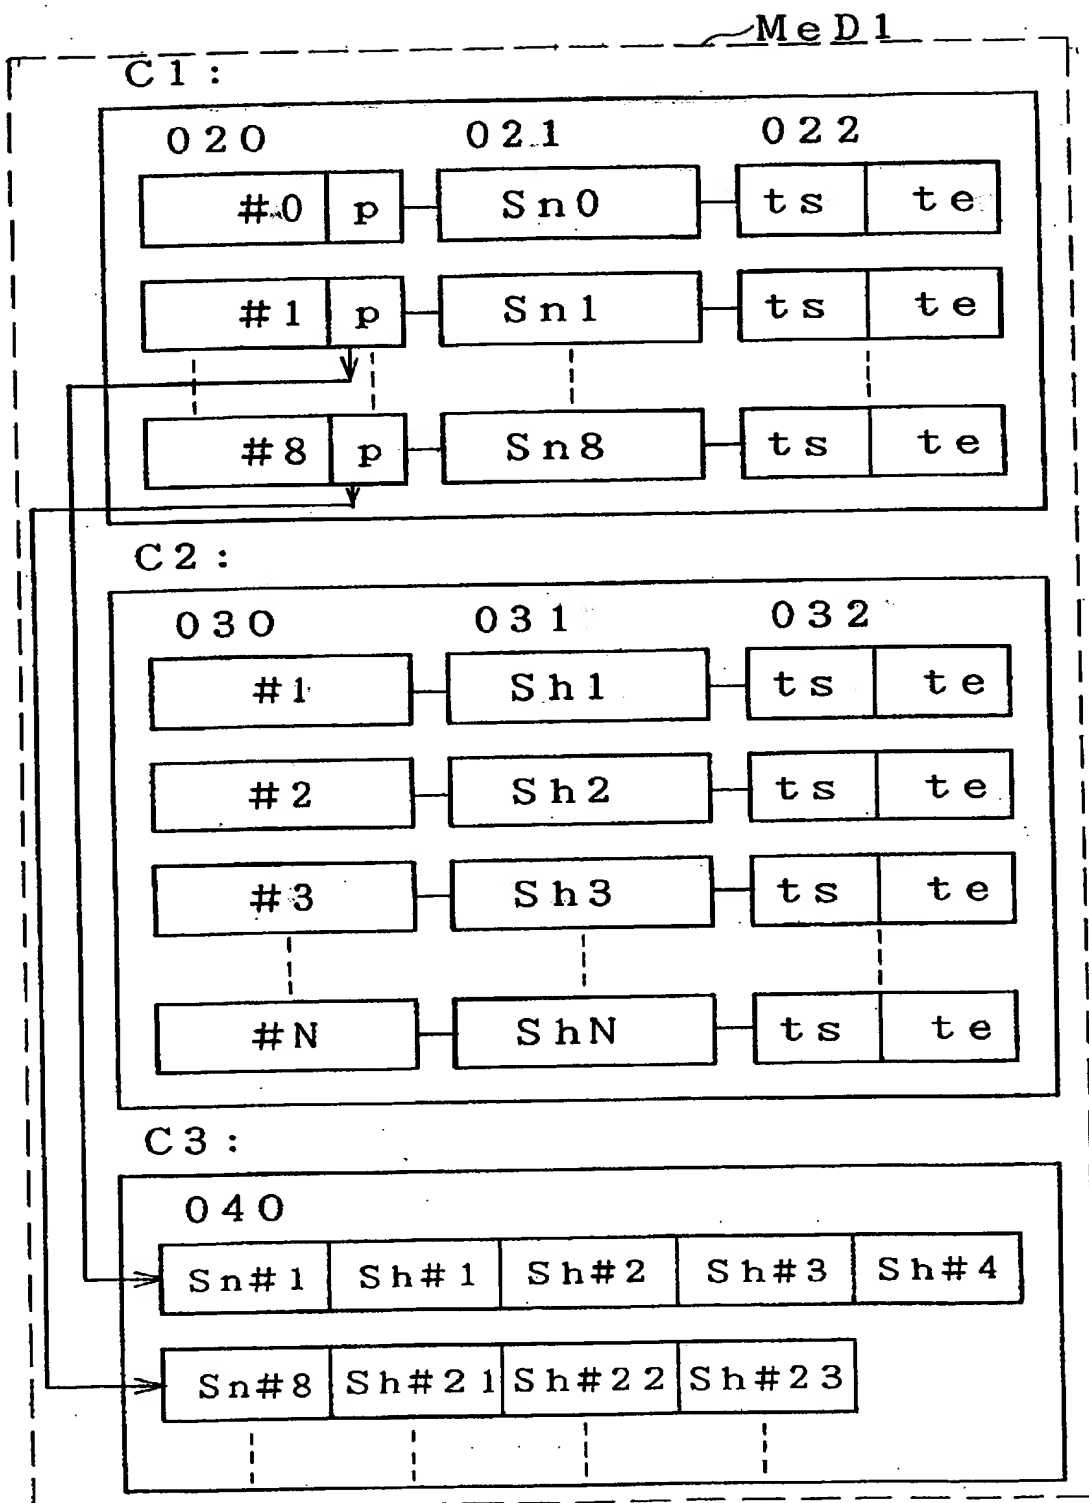 MeD1
C1:
020 021 022
#0 p Sn0 ts te
#1 p Sn1 ts te
#8 p Sn8 ts te
C2:
030 031 032
#1 Sh1 ts te
#2 Sh2 ts te
#3 Sh3 ts te
#N ShN ts te
C3:
040
Sn#1 Sh#1 Sh#2 Sh#3 Sh#4
Sn#8 Sh#21 Sh#22 Sh#23